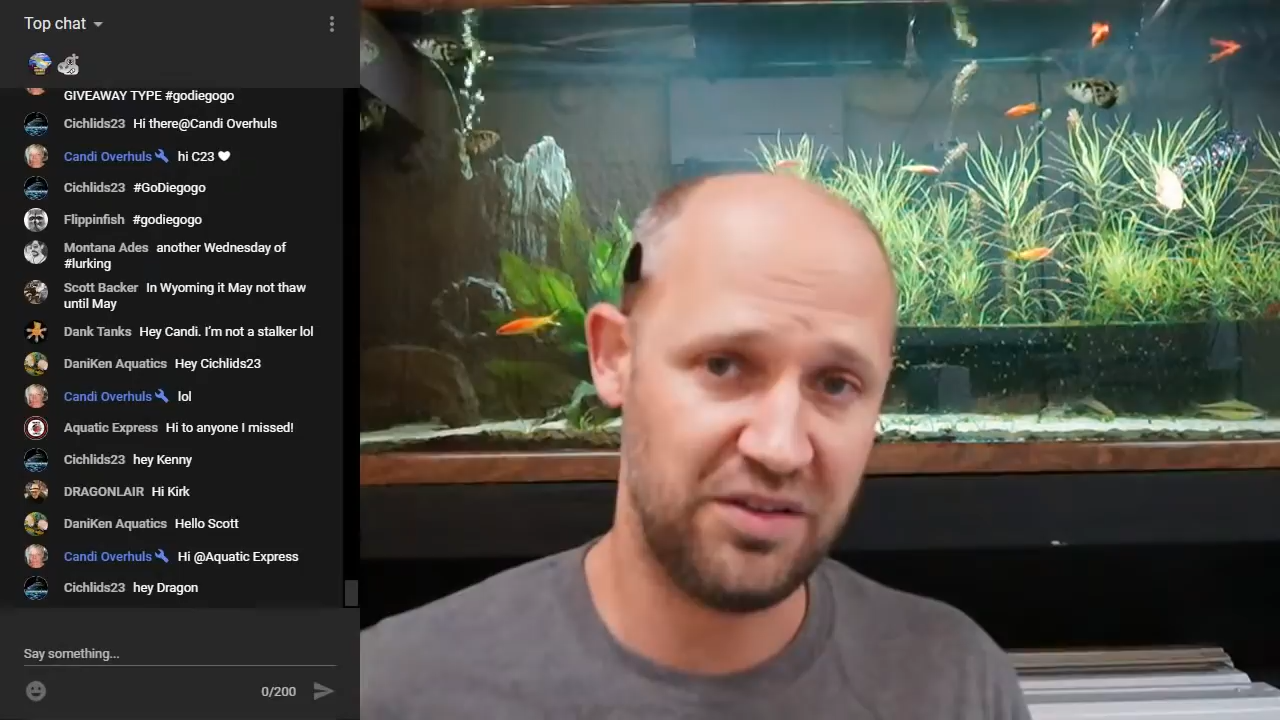 Top chat
GIVEAWAY TYPE #godiegogo
Cichlids23 Hi there@Candi Overhuls
Candi Overhuls hi C23
Cichlids23 #GoDiegogo
Flippinfish #godiegogo
Montana Ades another Wednesday of
#lurking
Scott Backer In Wyoming it May not thaw
until May
Dank Tanks Hey Candi. I'm not a stalker lol
DaniKen Aquatics Hey Cichlids23
Candi Overhuls lol
Aquatic Express Hi to anyone I missed!
Cichlids23 hey Kenny
DRAGONLAIR Hi Kirk
DaniKen Aquatics Hello Scott
Candi Overhuls Hi @Aquatic Express
Cichlids23 hey Dragon
Say something...
0/200